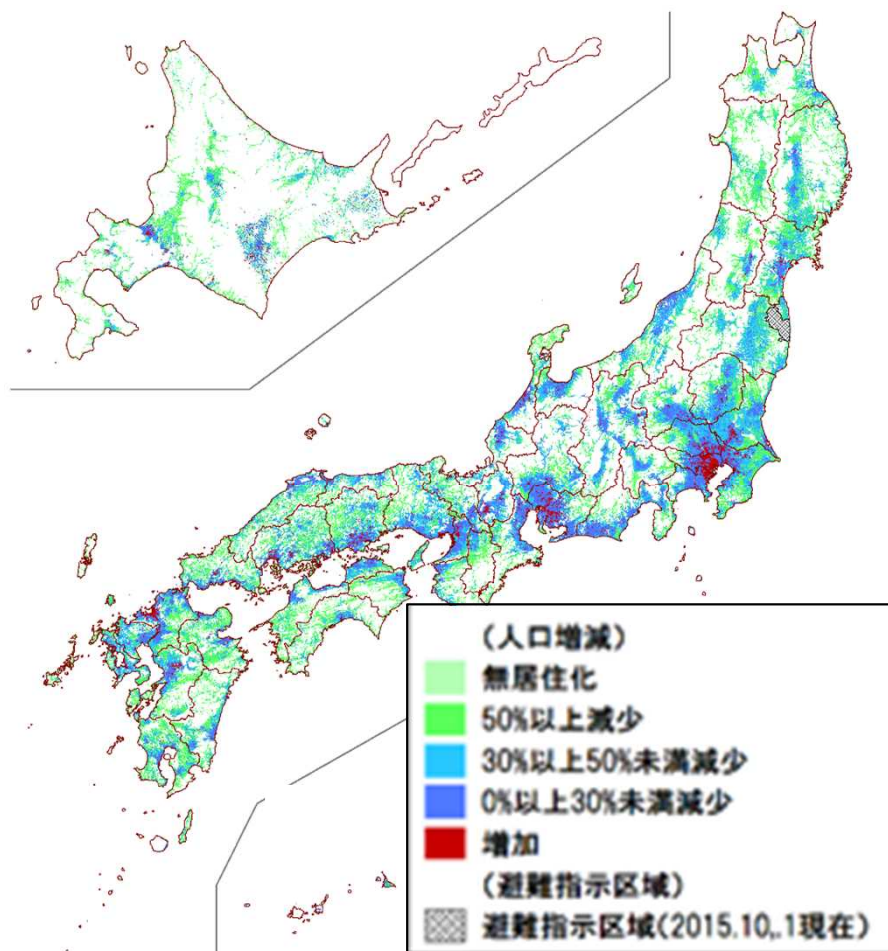 (人口増減)
無居住化
50%以上減少
30%以上50%未満減少
0%以上30%未満減少
増加
(避難指示区域)
避難指示区域(2015.10,.1現在)